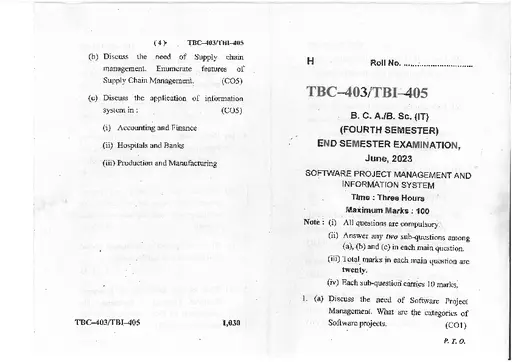 ( 4 ) TBC-403/TBI-405
(b) Discuss the need of Supply chain
management. Enumerate features of
Supply Chain Management. (CO5)
(c) Discuss the application of information
system in : (CO5)
(i) Accounting and Finance
(ii) Hospitals and Banks
(iii) Production and Manufacturing
TBC-403/TBI-405 1,030
H Roll No. ..............................
TBC-403/TBI-405
B. C. A./B. Sc. (IT)
(FOURTH SEMESTER)
END SEMESTER EXAMINATION,
June, 2023
SOFTWARE PROJECT MANAGEMENT AND
INFORMATION SYSTEM
Time : Three Hours
Maximum Marks : 100
Note : (i) All questions are compulsory.
(ii) Answer any two sub-questions among
(a), (b) and (c) in each main question.
(iii) Total marks in each main question are
twenty.
(iv) Each sub-question carries 10 marks.
1. (a) Discuss the need of Software Project
Management. What are the categories of
Software projects. (CO1)
P. T. O.